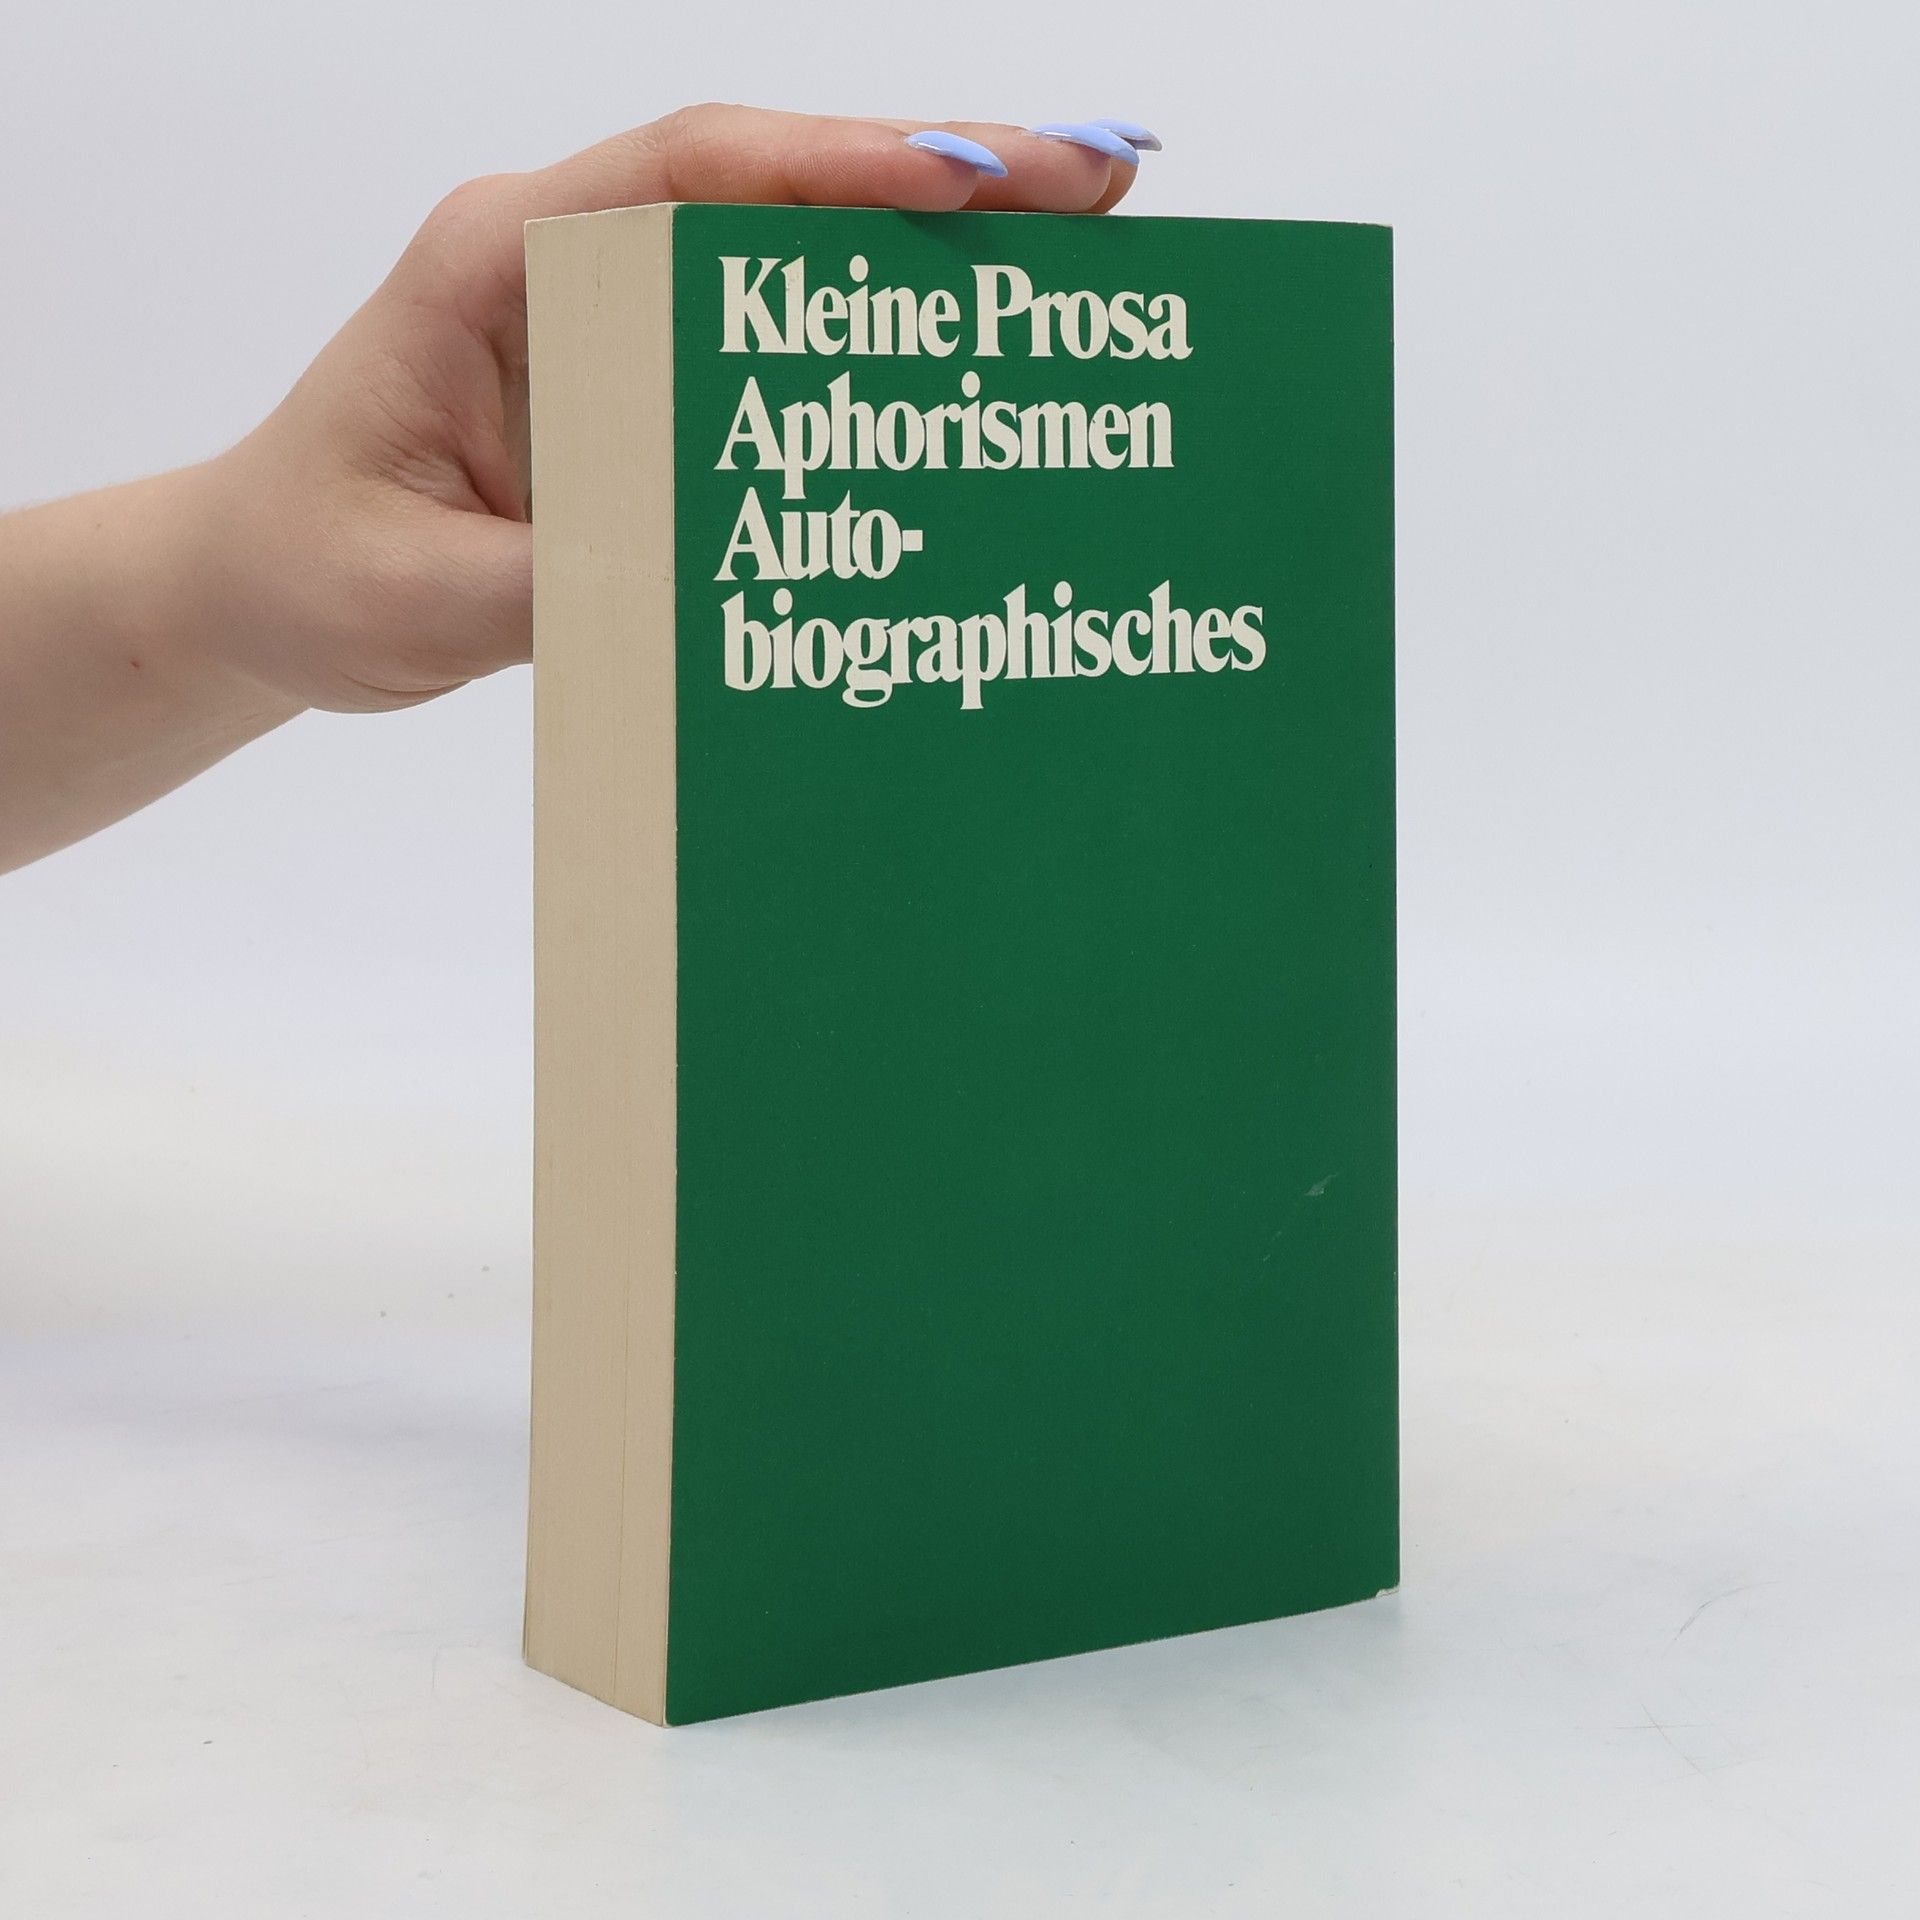 Kleine Prosa
Aphorismen
Auto-
biographisches